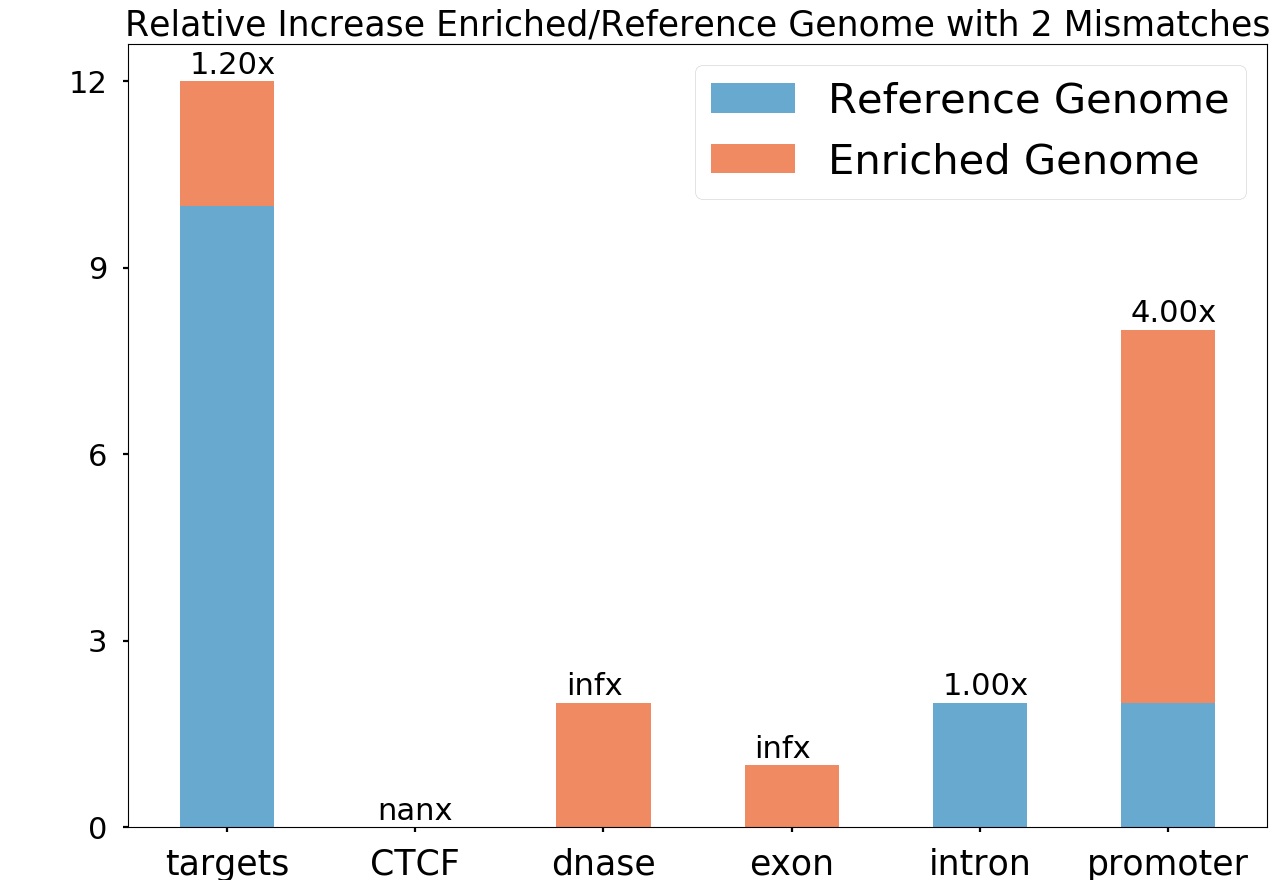 Relative Increase Enriched/Reference Genome with 2 Mismatches
Reference Genome
Enriched Genome
12
9
6
3
0
1.20x
nanx
infx
infx
1.00x
4.00x
targets
CTCF
dnase
exon
intron
promoter